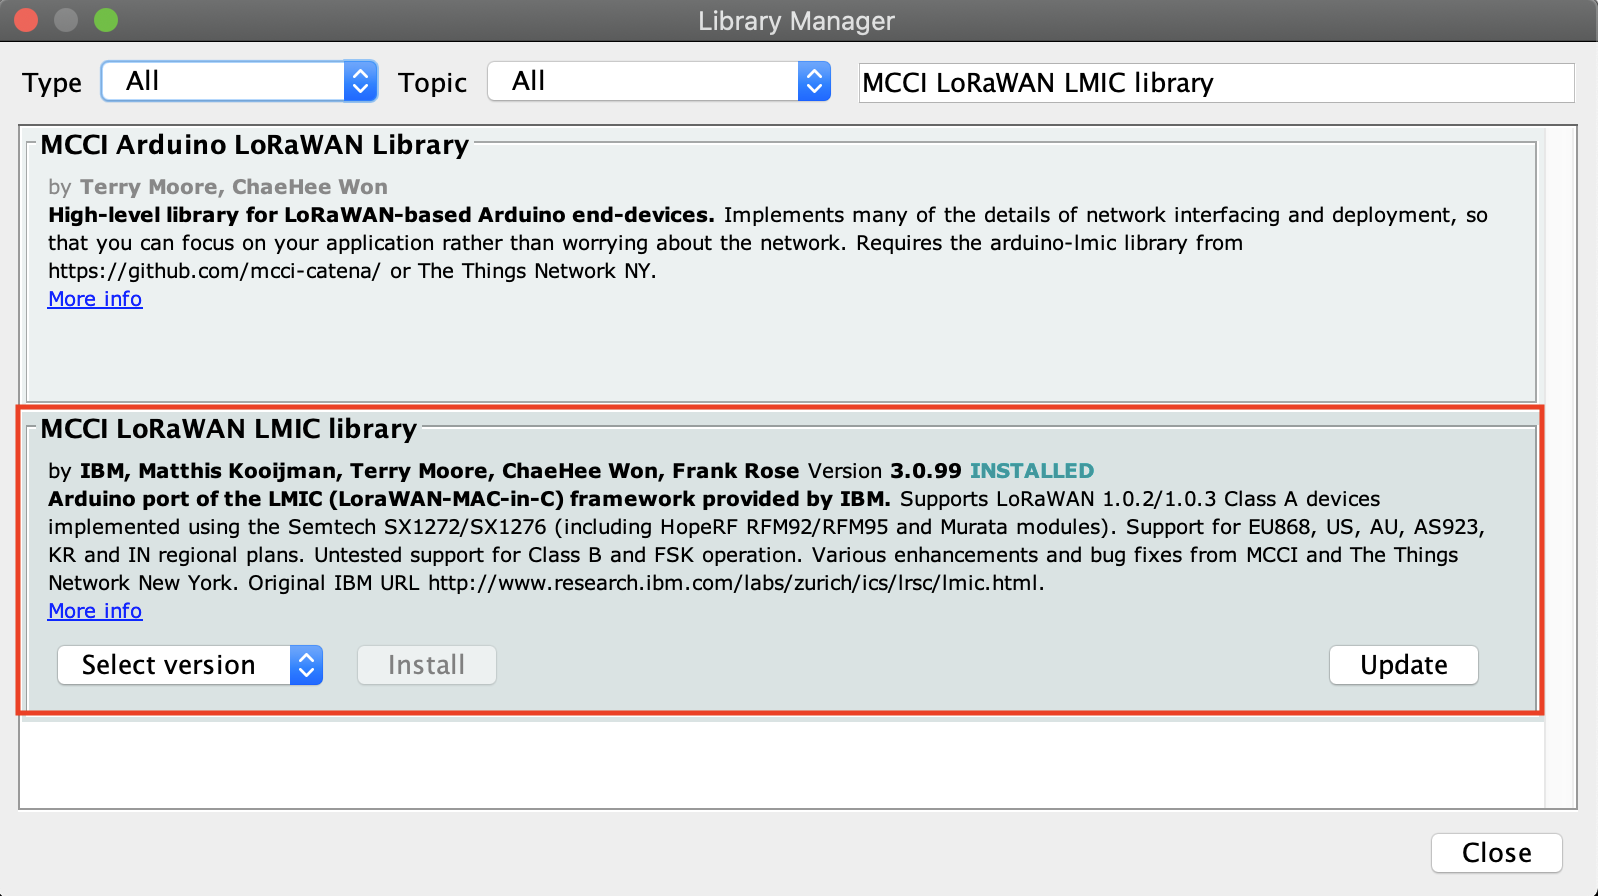 Library Manager
Type All Topic All MCCI LoRaWAN LMIC library
MCCI Arduino LoRaWAN Library
by Terry Moore, ChaeHee Won
High-level library for LoRaWAN-based Arduino end-devices. Implements many of the details of network interfacing and deployment, so
that you can focus on your application rather than worrying about the network. Requires the arduino-lmic library from
https://github.com/mcci-catena/ or The Things Network NY.
More info
MCCI LoRaWAN LMIC library
by IBM, Matthis Kooijman, Terry Moore, ChaeHee Won, Frank Rose Version 3.0.99 INSTALLED
Arduino port of the LMIC (LoraWAN-MAC-in-C) framework provided by IBM. Supports LoRaWAN 1.0.2/1.0.3 Class A devices
implemented using the Semtech SX1272/SX1276 (including HopeRF RFM92/RFM95 and Murata modules). Support for EU868, US, AU, AS923,
KR and IN regional plans. Untested support for Class B and FSK operation. Various enhancements and bug fixes from MCCI and The Things
Network New York. Original IBM URL http://www.research.ibm.com/labs/zurich/ics/lrsc/lmic.html.
More info
Select version Install Update
Close